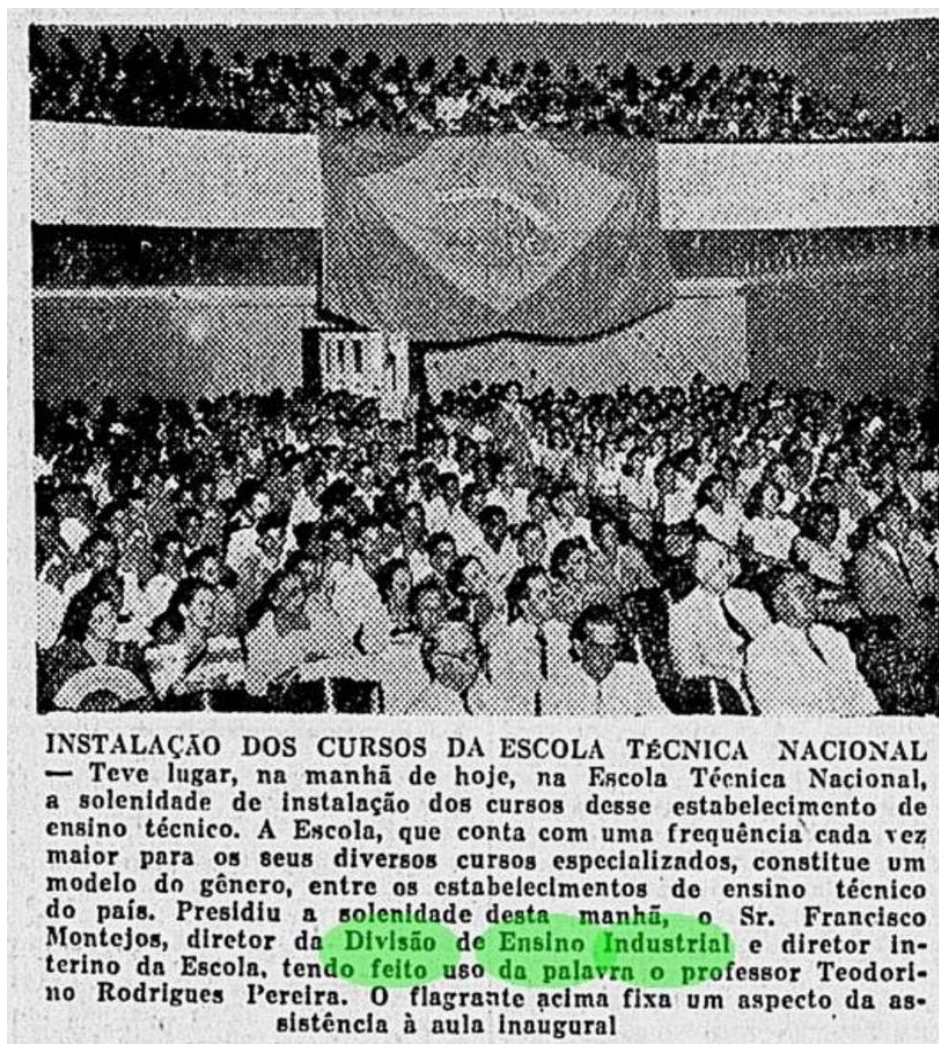 INSTALAÇÃO DOS CURSOS DA ESCOLA TÉCNICA NACIONAL
— Teve lugar, na manhã de hoje, na Escola Técnica Nacional,
a solenidade de instalação dos cursos desse estabelecimento de
ensino técnico. A Escola, que conta com uma frequência cada vez
maior para os seus diversos cursos especializados, constitue um
modelo do gênero, entre os estabelecimentos de ensino técnico
do país. Presidiu a solenidade desta manhã, o Sr. Francisco
Montejos, diretor da Divisão de Ensino Industrial e diretor in-
terino da Escola, tendo feito uso da palavra o professor Teodori-
no Rodrigues Pereira. O flagrante acima fixa um aspecto da as-
sistência à aula inaugural